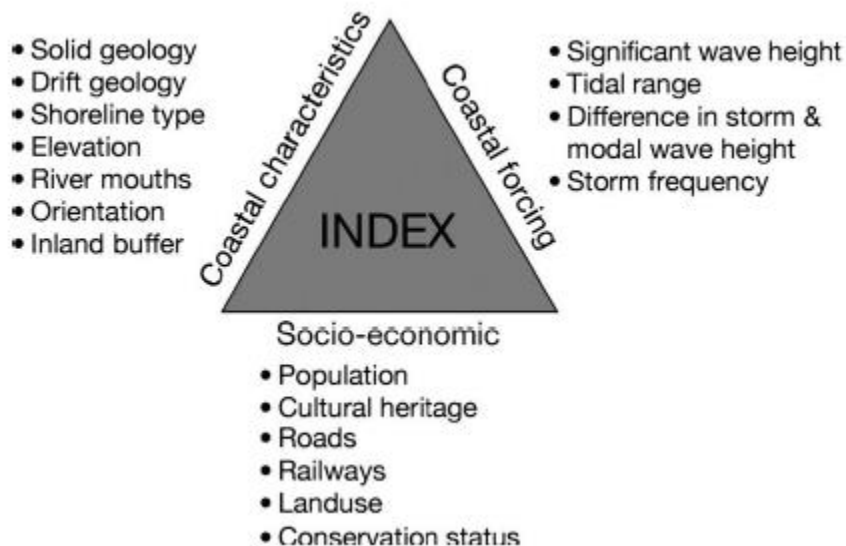 Coastal characteristics
• Solid geology
• Drift geology
• Shoreline type
• Elevation
• River mouths
• Orientation
• Inland buffer
Coastal forcing
• Significant wave height
• Tidal range
• Difference in storm &
modal wave height
• Storm frequency
INDEX
Socio-economic
• Population
• Cultural heritage
• Roads
• Railways
• Landuse
• Conservation status